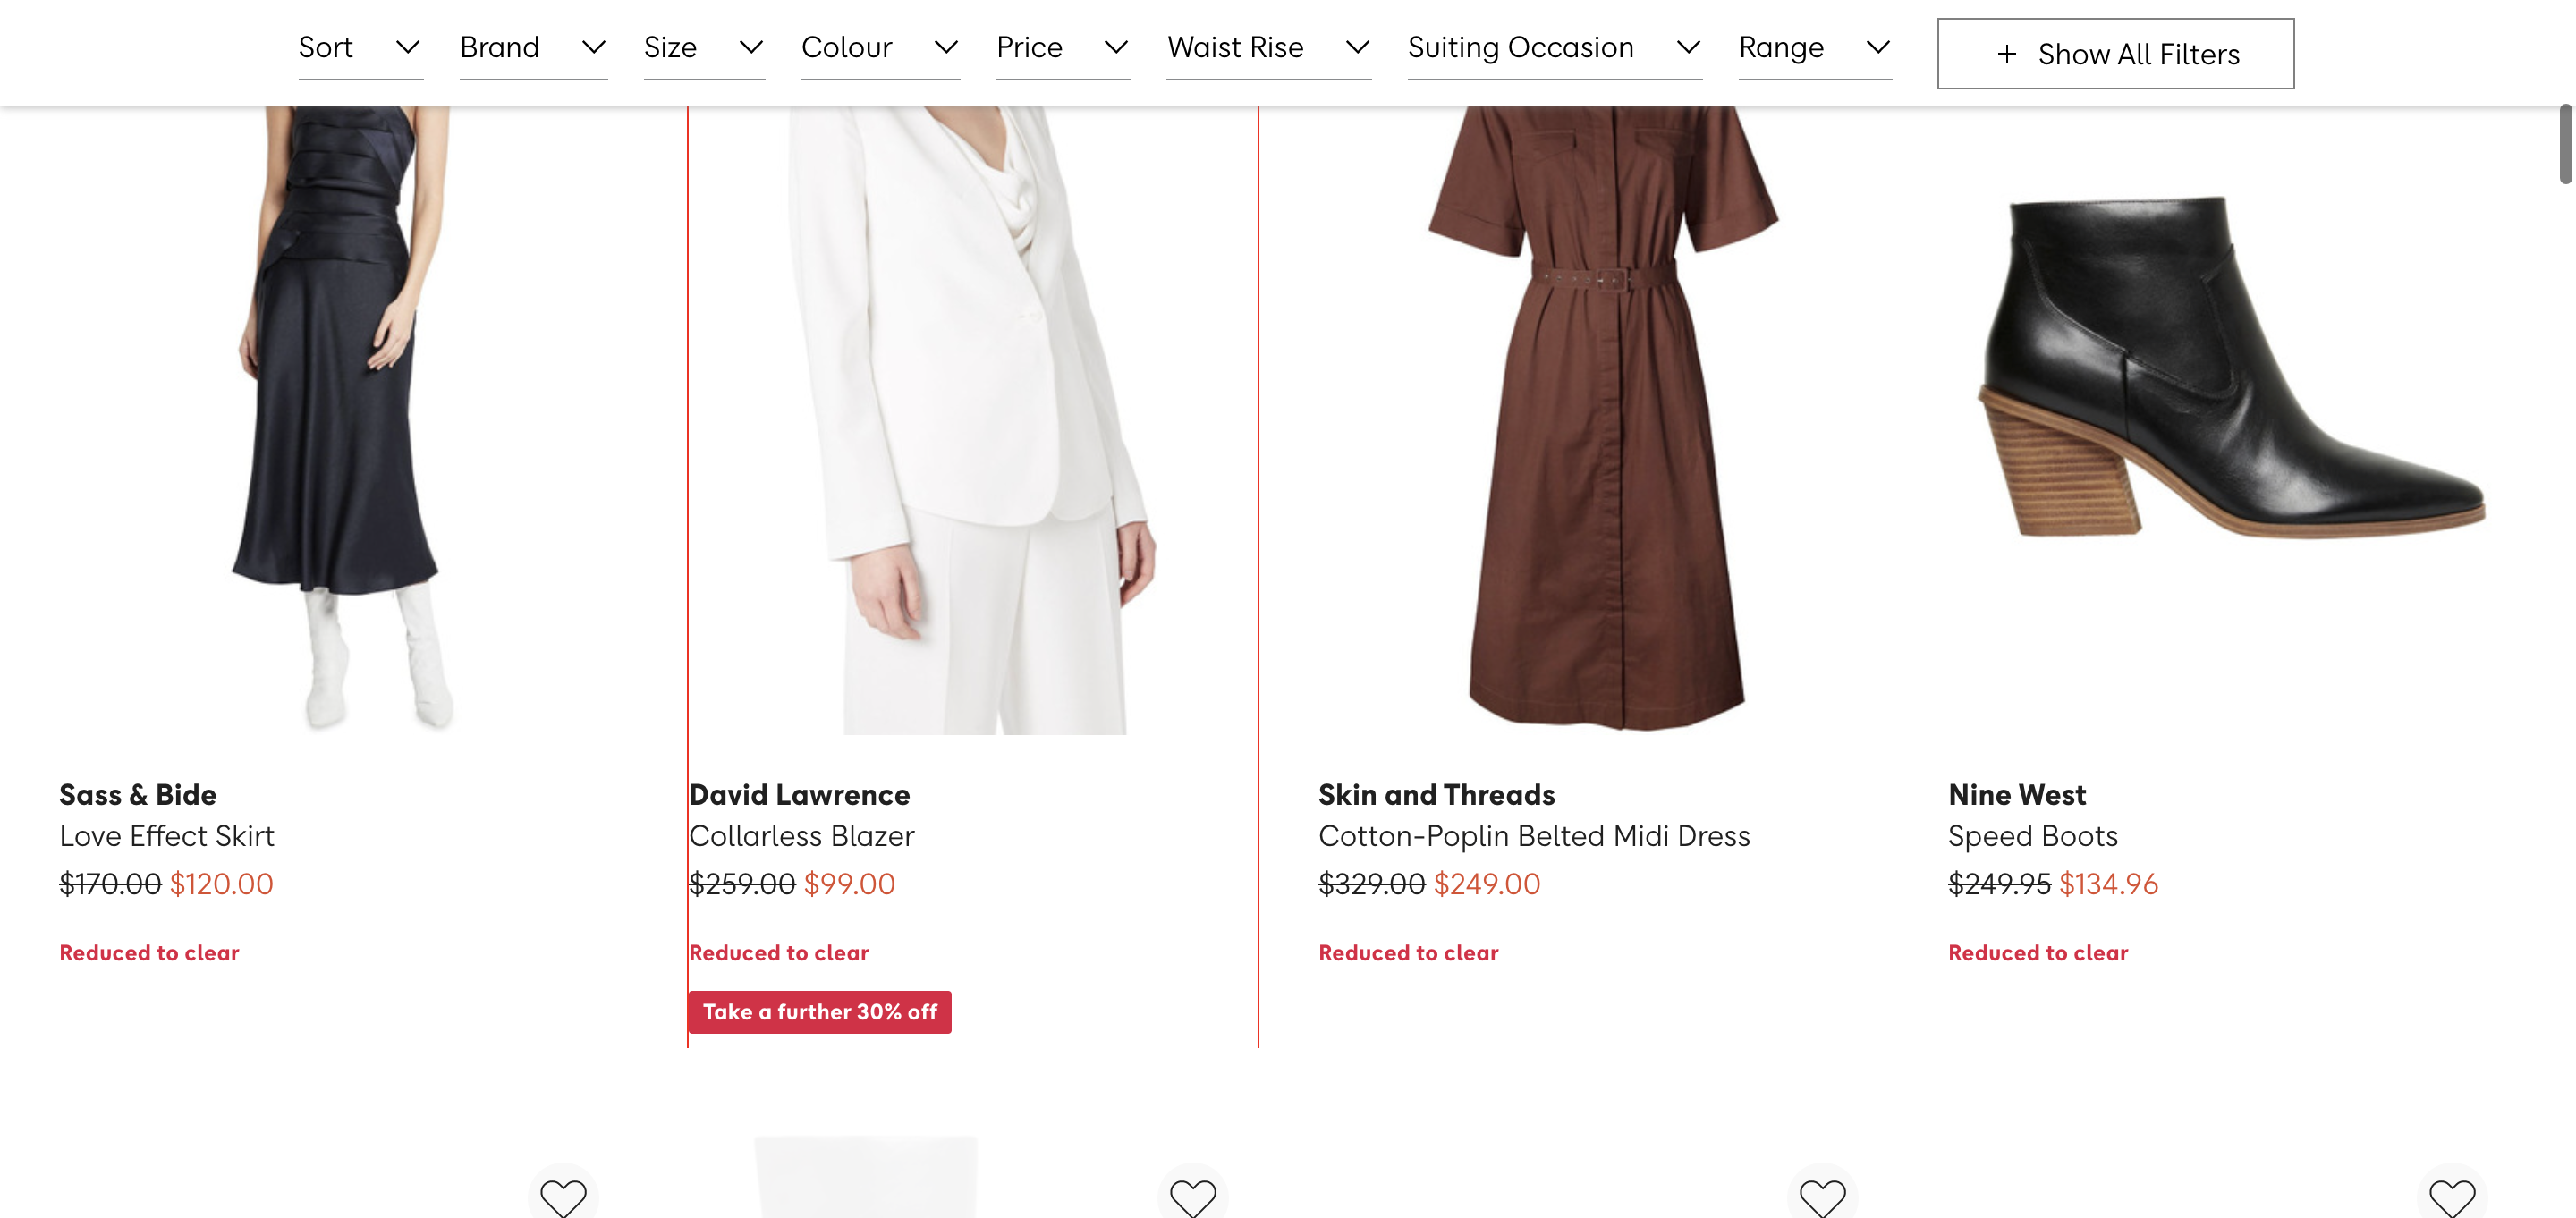 Sort
Brand
Size
Colour
Price
Waist Rise
Suiting Occasion
Range
+ Show All Filters
Sass & Bide
Love Effect Skirt
$170.00 $120.00
Reduced to clear
David Lawrence
Collarless Blazer
$259.00 $99.00
Reduced to clear
Take a further 30% off
Skin and Threads
Cotton-Poplin Belted Midi Dress
$329.00 $249.00
Reduced to clear
Nine West
Speed Boots
$249.95 $134.96
Reduced to clear